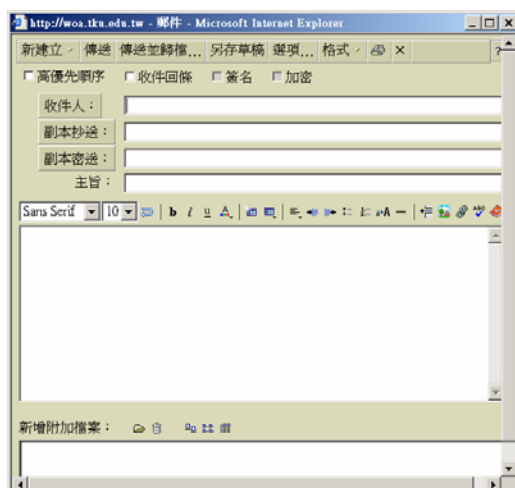 http://woa.tku.edu.tw - 郵件 - Microsoft Internet Explorer
新建立 傳送 傳送並歸檔... 另存草稿 選項... 格式 ?
高優先順序 收件回條 簽名 加密
收件人：
副本抄送：
副本密送：
主旨：
Sans Serif 10 b i u A A ABC
新增附加檔案：